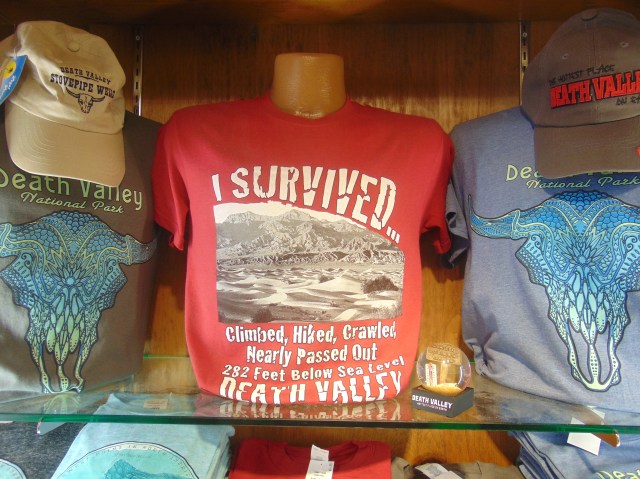 DEATH VALLEY
STOVEPIPE WELLS
THE HOTTEST PLACE
DEATH VALLEY
Death Valley
National Park
I SURVIVED...
Climbed, Hiked, Crawled,
Nearly Passed Out
282 Feet Below Sea Level
DEATH VALLEY
Death Valley
National Park
DEATH VALLEY